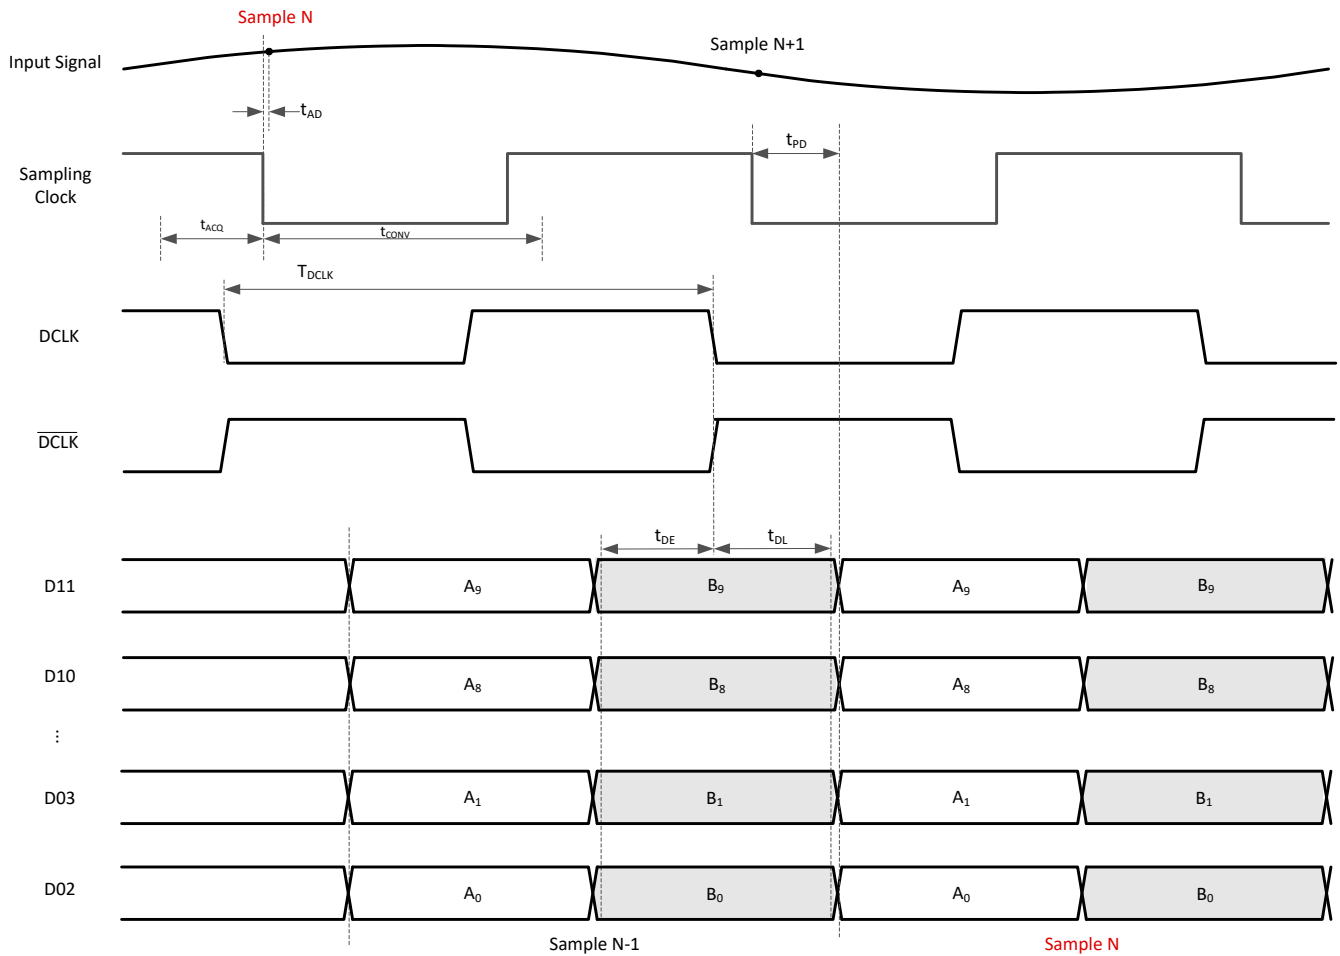 Sample N
Input Signal
Sample N+1
tAD
tPD
Sampling
Clock
tACQ
tCONV
TDCLK
DCLK
DCLK
tDE
tDL
D11
A9
B9
A9
B9
D10
A8
B8
A8
B8
...
D03
A1
B1
A1
B1
D02
A0
B0
A0
B0
Sample N-1
Sample N